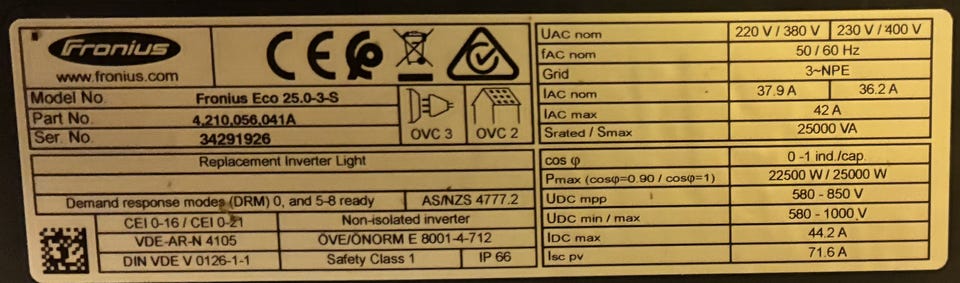 Fronius
www.fronius.com
CE
Model No. Fronius Eco 25.0-3-S
Part No. 4,210,056,041A
Ser. No. 34291926
OVC 3 OVC 2
Replacement Inverter Light
Demand response modes (DRM) 0, and 5-8 ready AS/NZS 4777.2
CEI 0-16 / CEI 0-21 Non-isolated inverter
VDE-AR-N 4105 ÖVE/ÖNORM E 8001-4-712
DIN VDE V 0126-1-1 Safety Class 1 IP 66
UAC nom 220 V / 380 V 230 V / 400 V
fAC nom 50 / 60 Hz
Grid 3~NPE
IAC nom 37.9 A 36.2 A
IAC max 42 A
Srated / Smax 25000 VA
cos φ 0 -1 ind./cap.
Pmax (cosφ=0.90 / cosφ=1) 22500 W / 25000 W
UDC mpp 580 - 850 V
UDC min / max 580 - 1000 V
IDC max 44.2 A
Isc pv 71.6 A